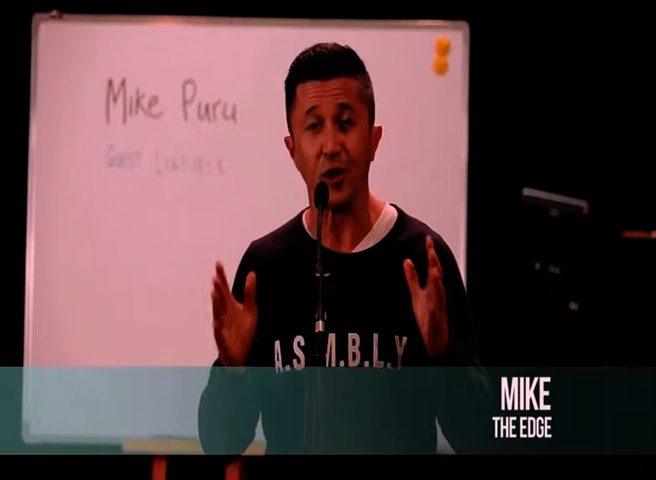 Mike Puru
GUEST LECTURER
A.S.M.B.L.Y
MIKE
THE EDGE